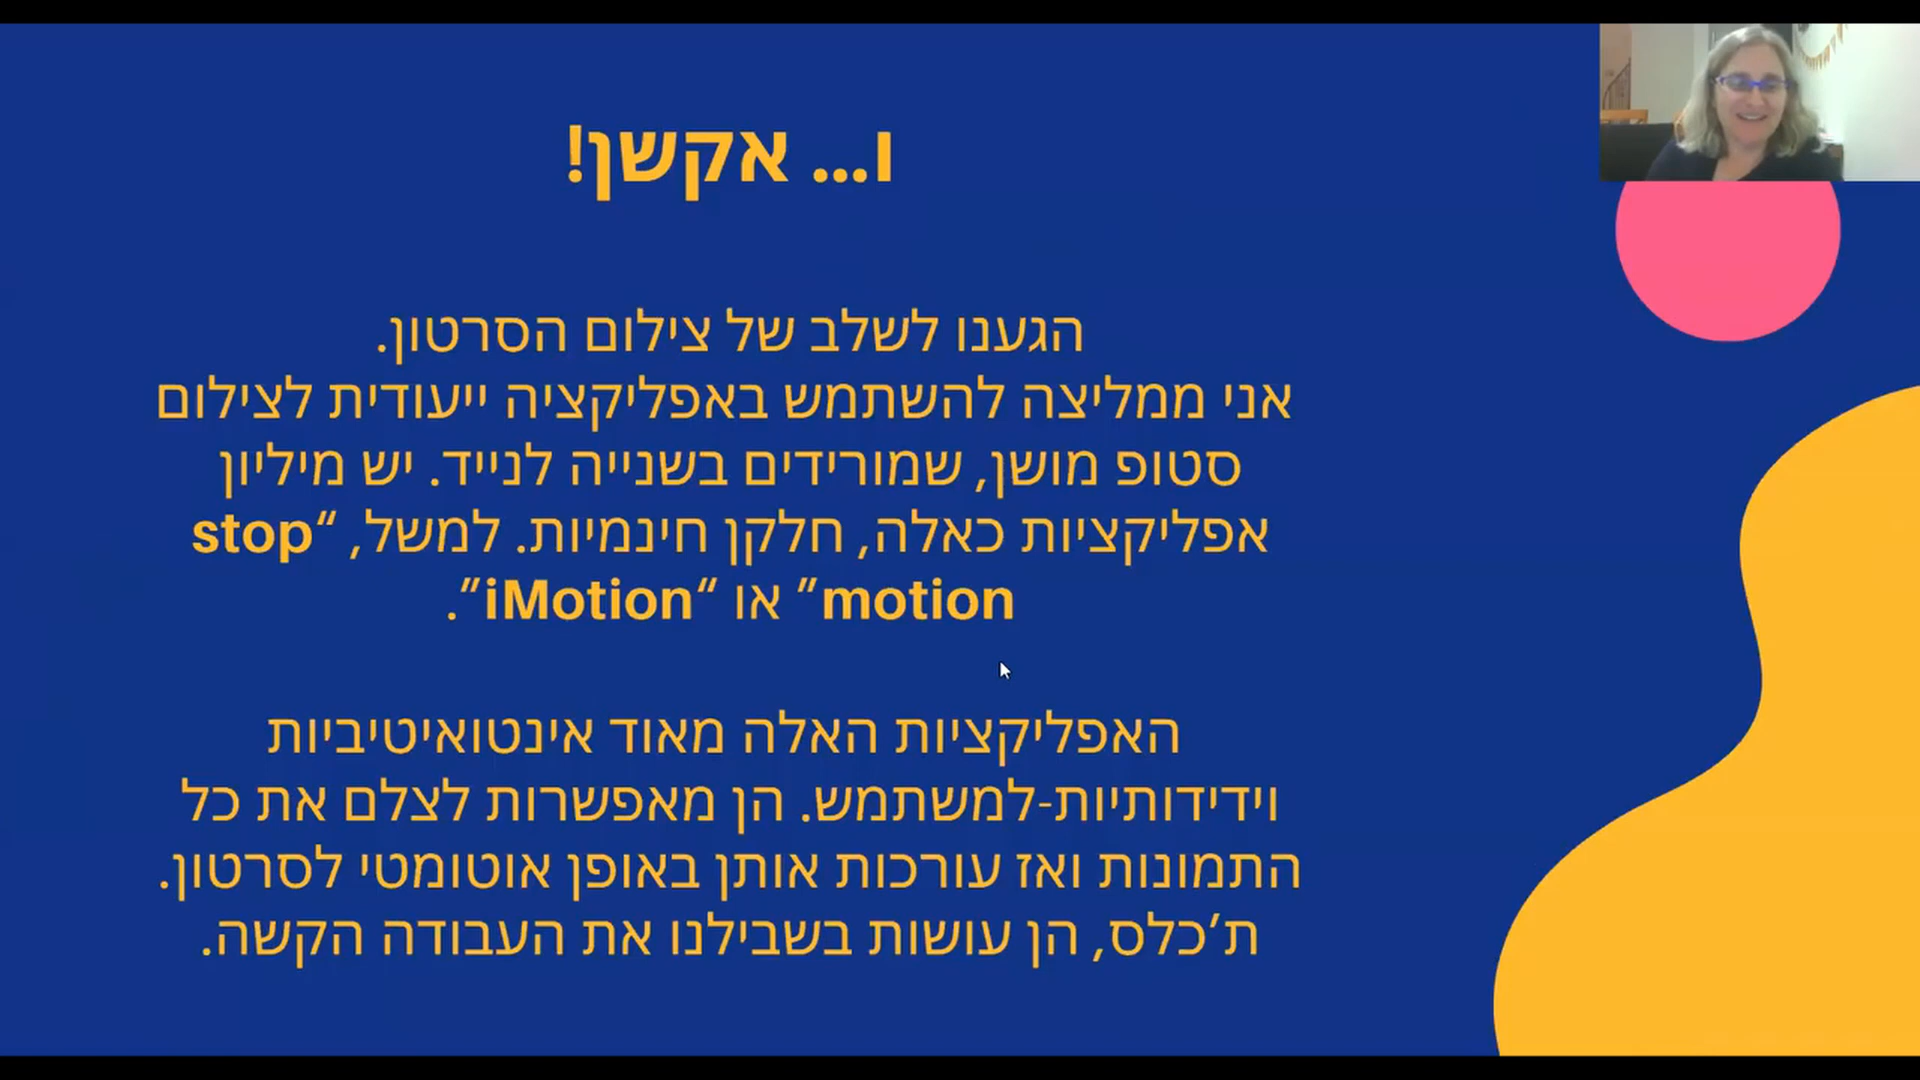 ו... אקשן!
הגענו לשלב של צילום הסרטון.
אני ממליצה להשתמש באפליקציה ייעודית לצילום
סטופ מושן, שמורידים בשנייה לנייד. יש מיליון
אפליקציות כאלה, חלקן חינמיות. למשל, “stop
motion” או “iMotion”.
האפליקציות האלה מאוד אינטואיטיביות
וידידותיות-למשתמש. הן מאפשרות לצלם את כל
התמונות ואז עורכות אותן באופן אוטומטי לסרטון.
ת’כלס, הן עושות בשבילנו את העבודה הקשה.